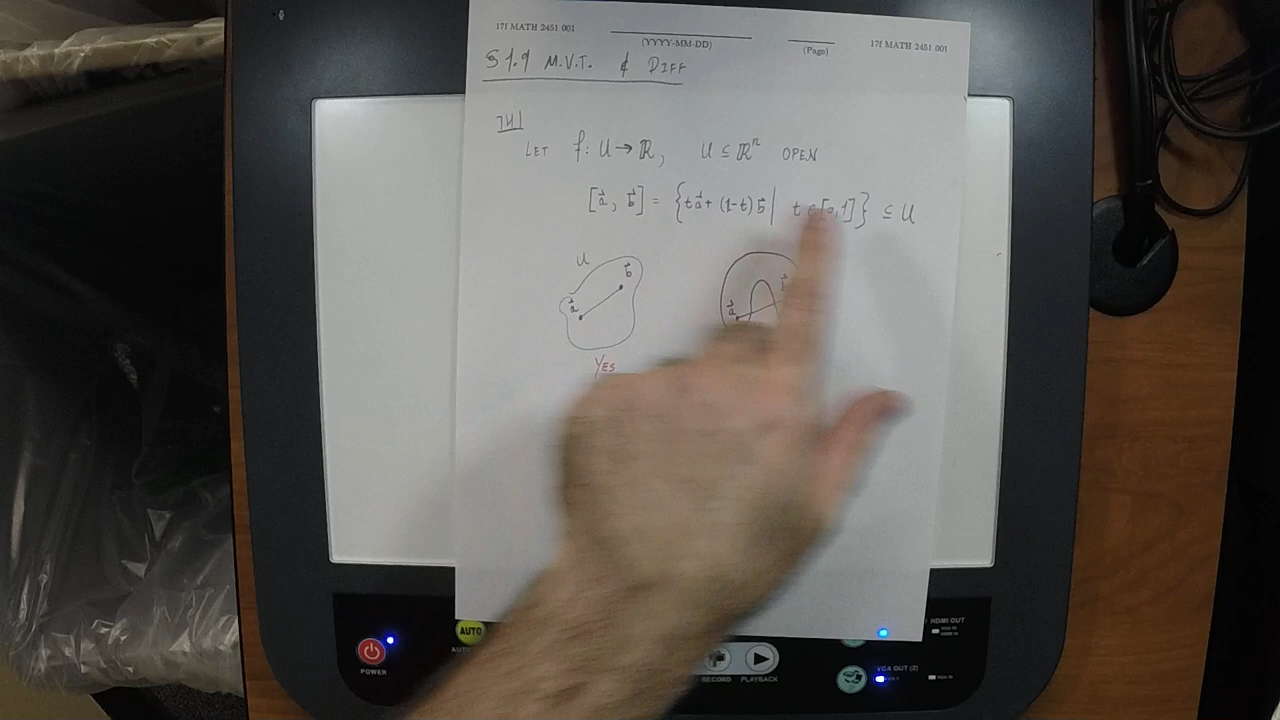 17f MATH 2451 001
(YYYY-MM-DD)
(Page)
17f MATH 2451 001
§1.9 M.V.T. & DIFF
TH
LET f: U → ℝ, U ⊆ ℝⁿ OPEN
[a⃗, b⃗] = {ta⃗ + (1-t)b⃗ | t ∈ [0,1]} ⊆ U
U
b⃗
a⃗
a⃗
YES
POWER
AUTO
RECORD
PLAYBACK
HDMI OUT
VGA OUT (2)